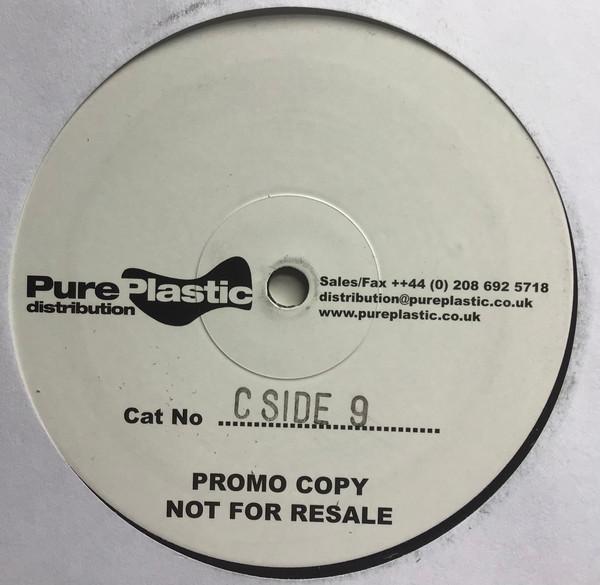 Pure Plastic
distribution
Sales/Fax ++44 (0) 208 692 5718
distribution@pureplastic.co.uk
www.pureplastic.co.uk
Cat No C SIDE 9
PROMO COPY
NOT FOR RESALE